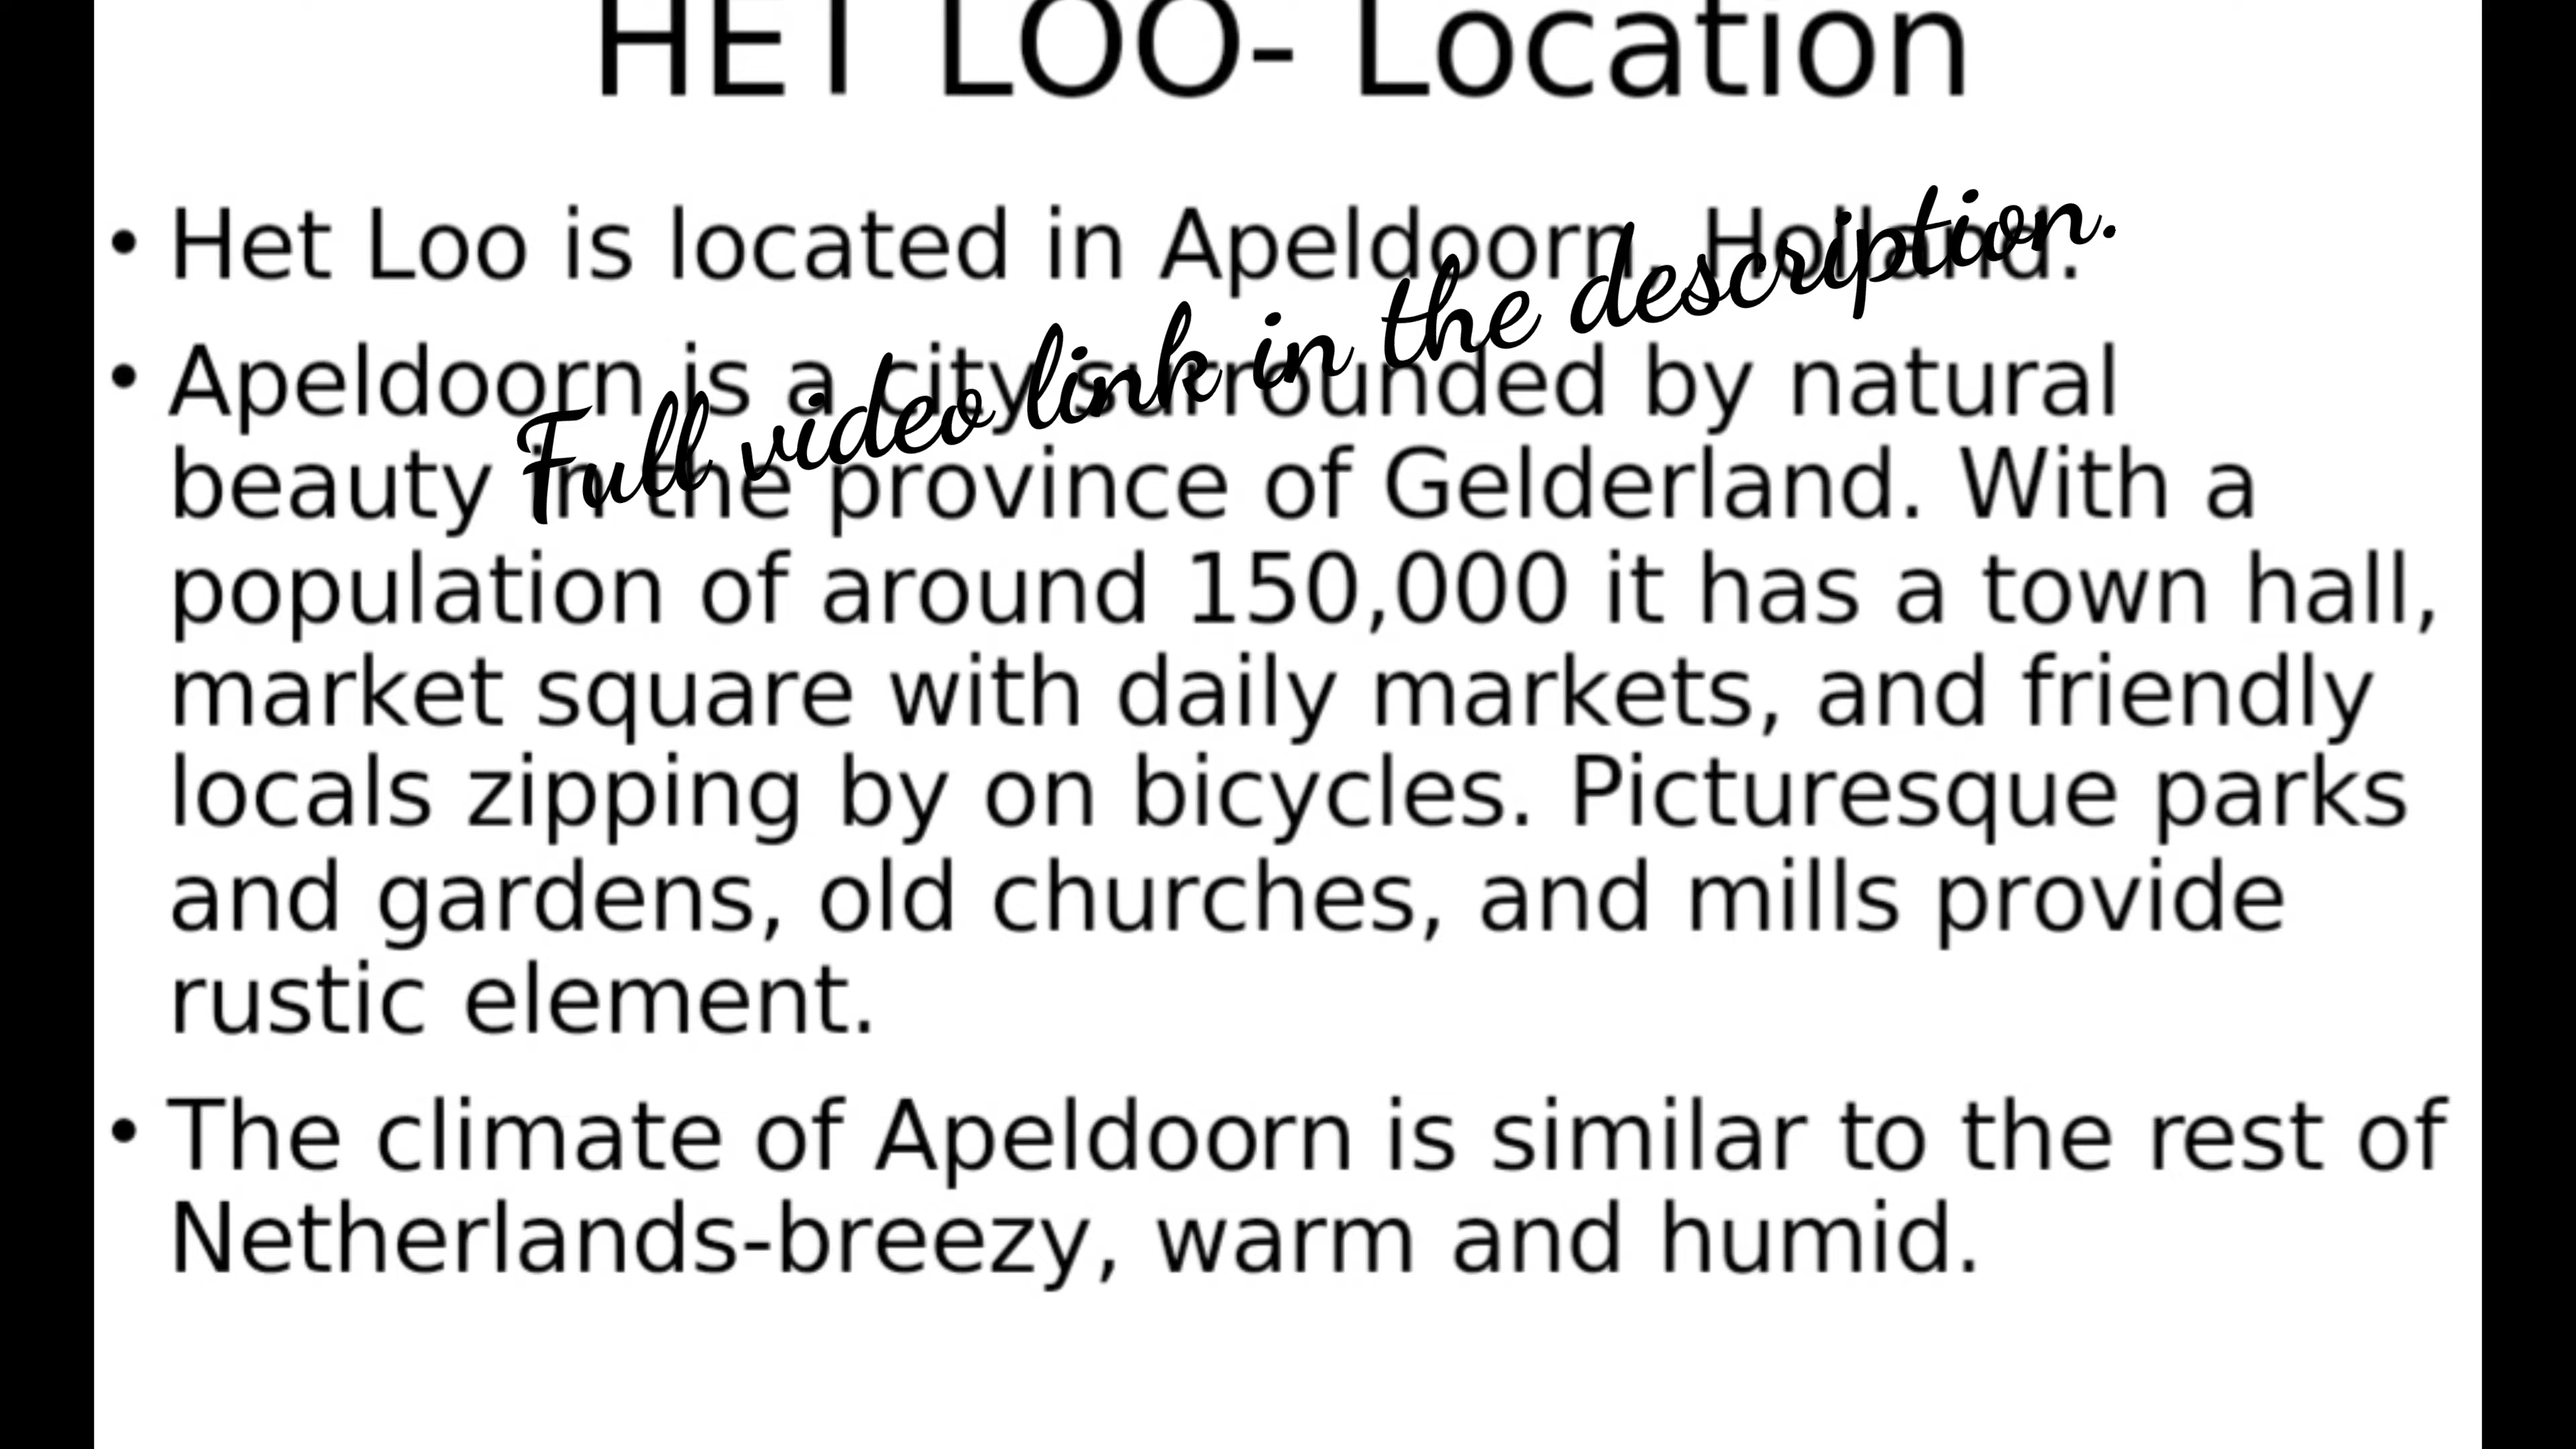 HET LOO- Location
• Het Loo is located in Apeldoorn, Holland.
• Apeldoorn is a city surrounded by natural
beauty in the province of Gelderland. With a
population of around 150,000 it has a town hall,
market square with daily markets, and friendly
locals zipping by on bicycles. Picturesque parks
and gardens, old churches, and mills provide
rustic element.
• The climate of Apeldoorn is similar to the rest of
Netherlands-breezy, warm and humid.
Full video link in the description.